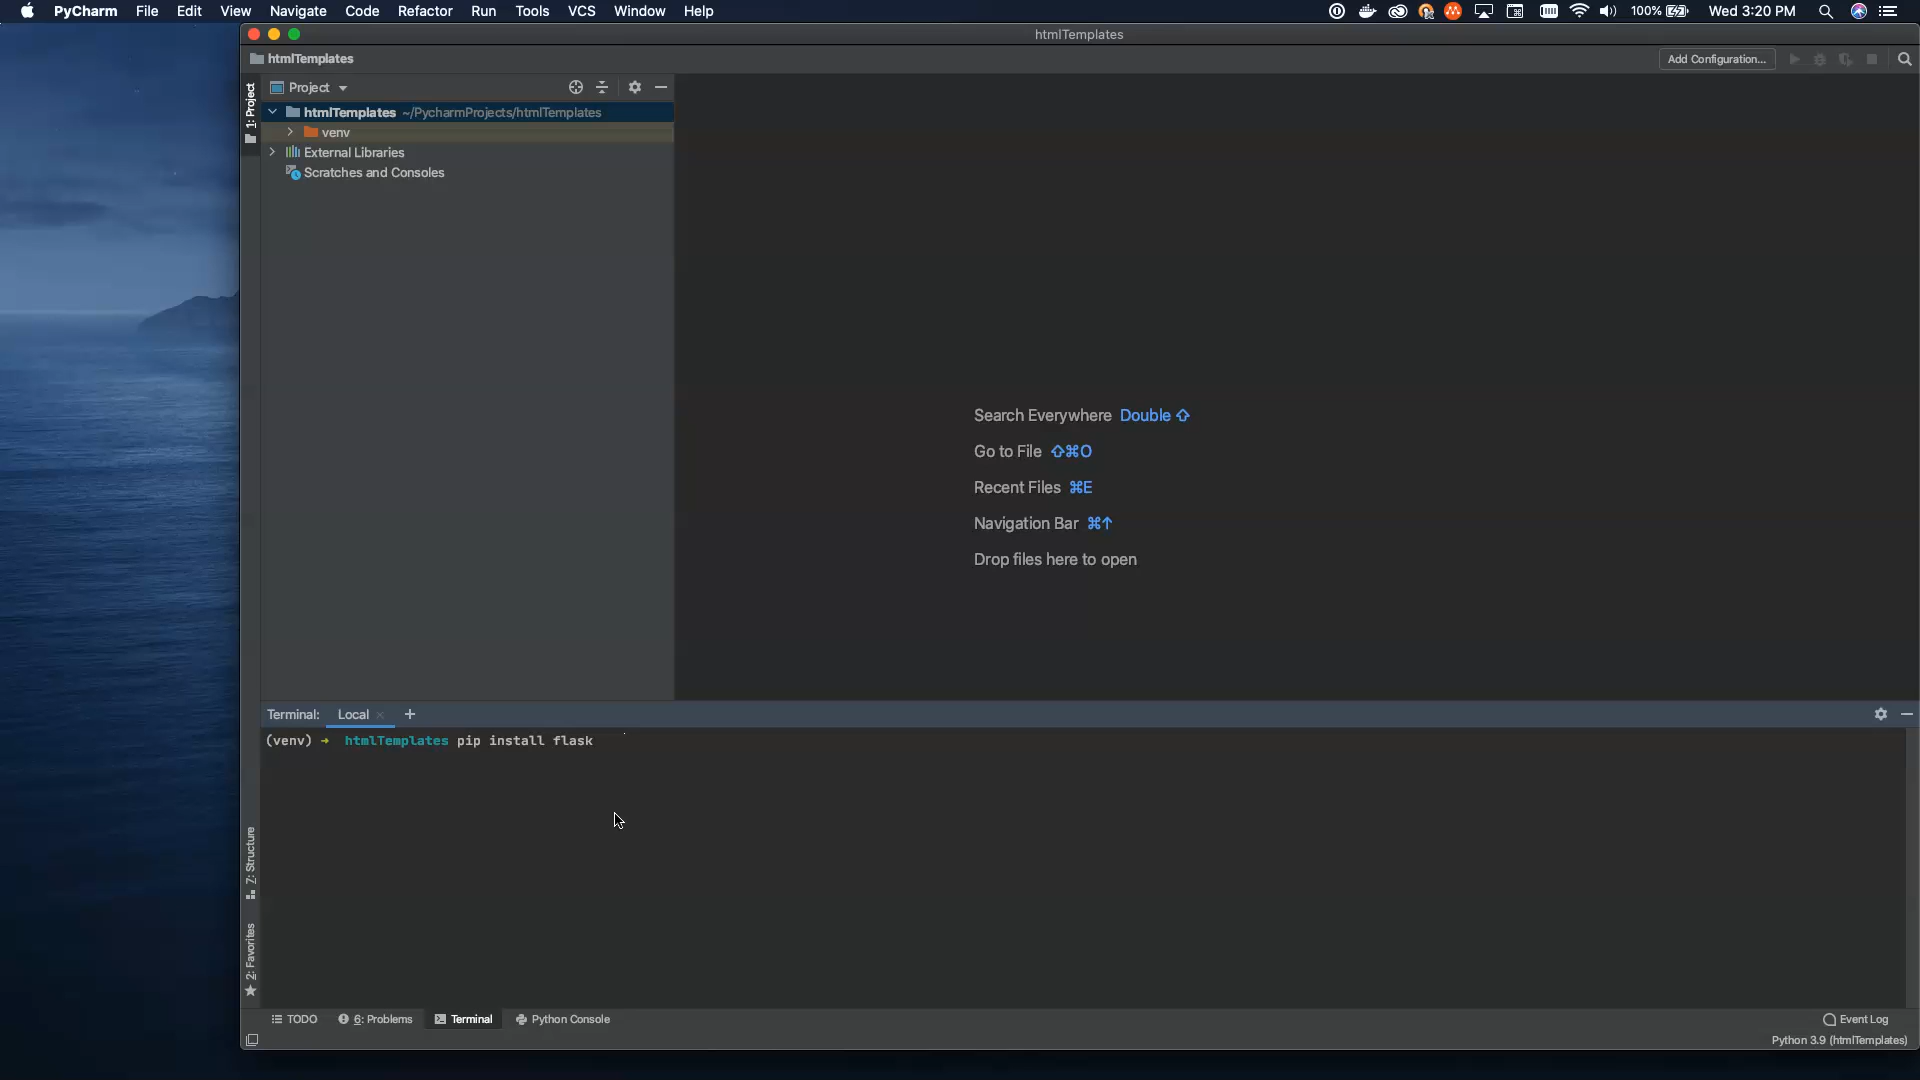 PyCharm File Edit View Navigate Code Refactor Run Tools VCS Window Help 100% Wed 3:20 PM
htmlTemplates
htmlTemplates Add Configuration...
1: Project
Project
htmlTemplates ~/PycharmProjects/htmlTemplates
venv
External Libraries
Scratches and Consoles
Search Everywhere Double ⇧
Go to File ⇧⌘O
Recent Files ⌘E
Navigation Bar ⌘↑
Drop files here to open
Terminal: Local +
(venv) → htmlTemplates pip install flask
Z: Structure
2: Favorites
TODO 6: Problems Terminal Python Console Event Log
Python 3.9 (htmlTemplates)